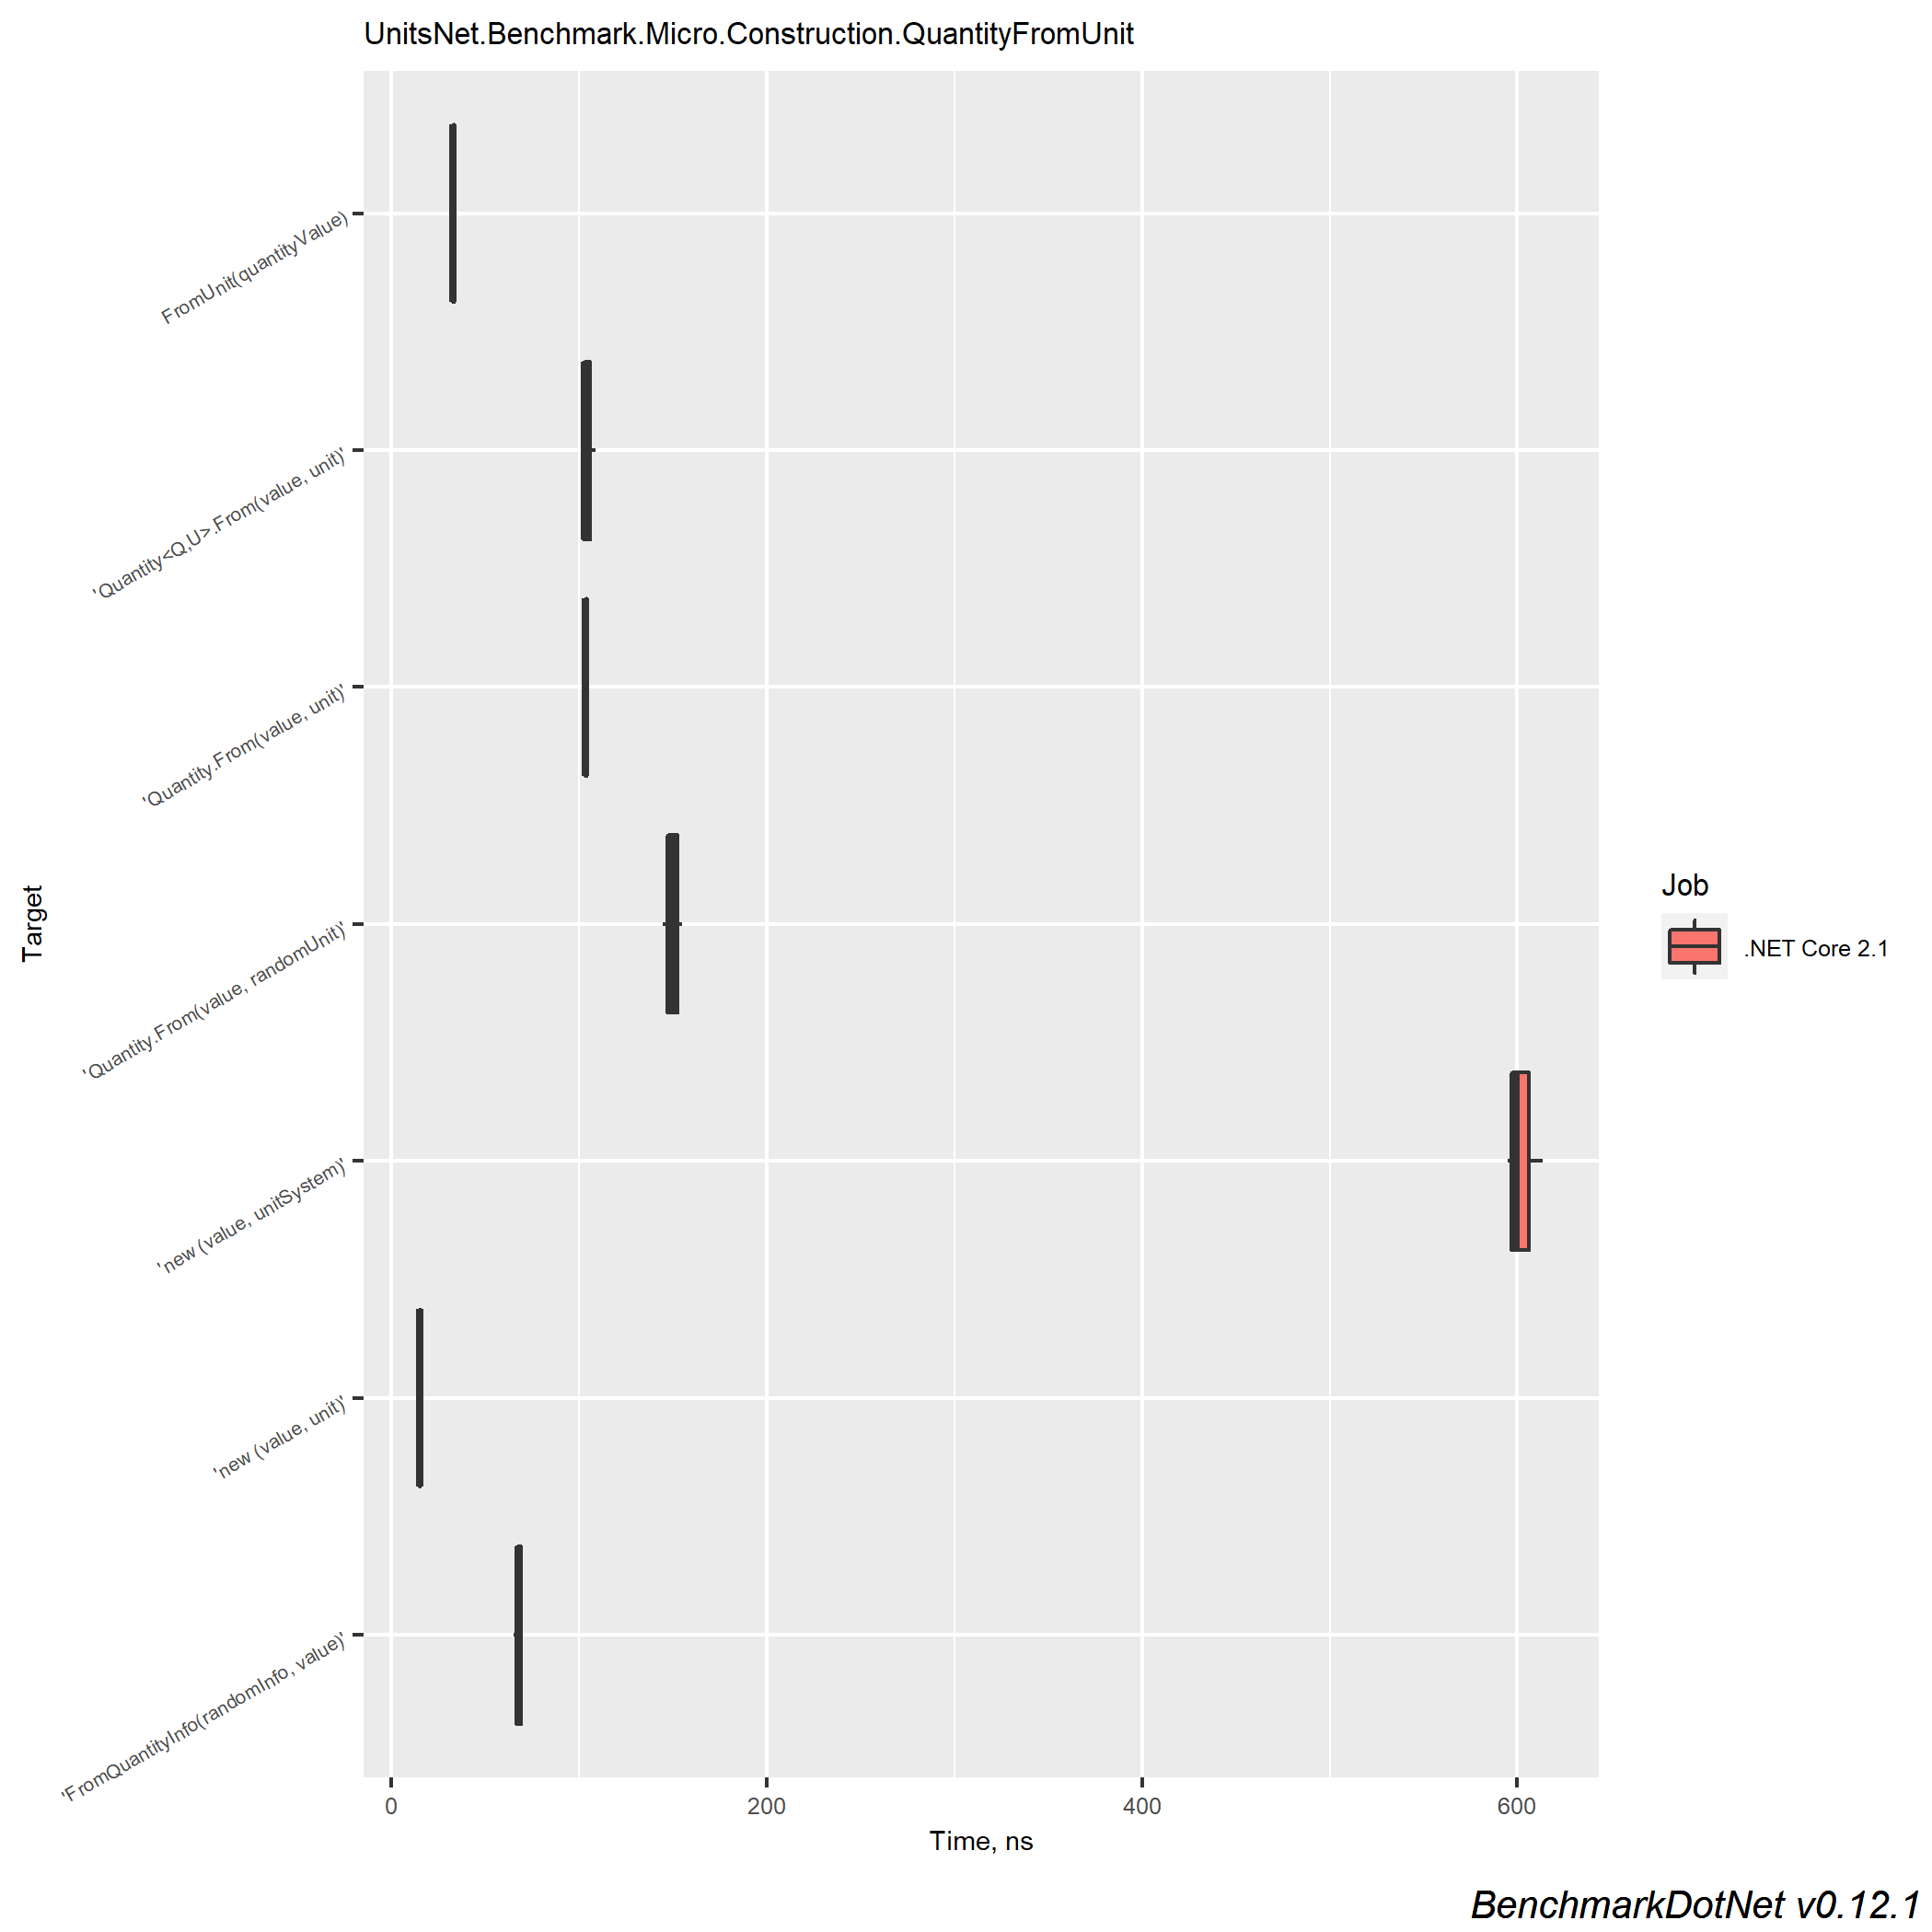 UnitsNet.Benchmark.Micro.Construction.QuantityFromUnit
FromUnit(quantityValue)
'Quantity<Q,U>.From(value, unit)'
'Quantity.From(value, unit)'
'Quantity.From(value, randomUnit)'
'new (value, unitSystem)'
'new (value, unit)'
'FromQuantityInfo(randomInfo, value)'
Target
0 200 400 600
Time, ns
Job
.NET Core 2.1
BenchmarkDotNet v0.12.1